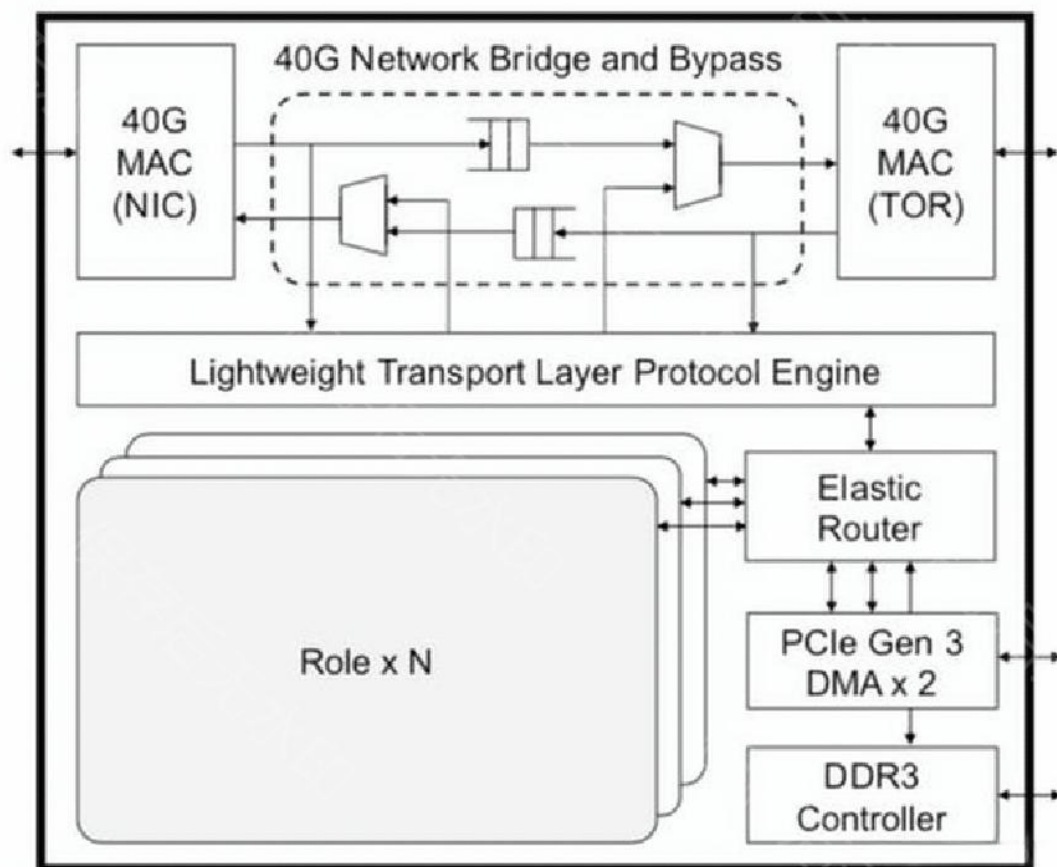 40G Network Bridge and Bypass
40G
MAC
(NIC)
40G
MAC
(TOR)
Lightweight Transport Layer Protocol Engine
Elastic
Router
Role x N
PCIe Gen 3
DMA x 2
DDR3
Controller